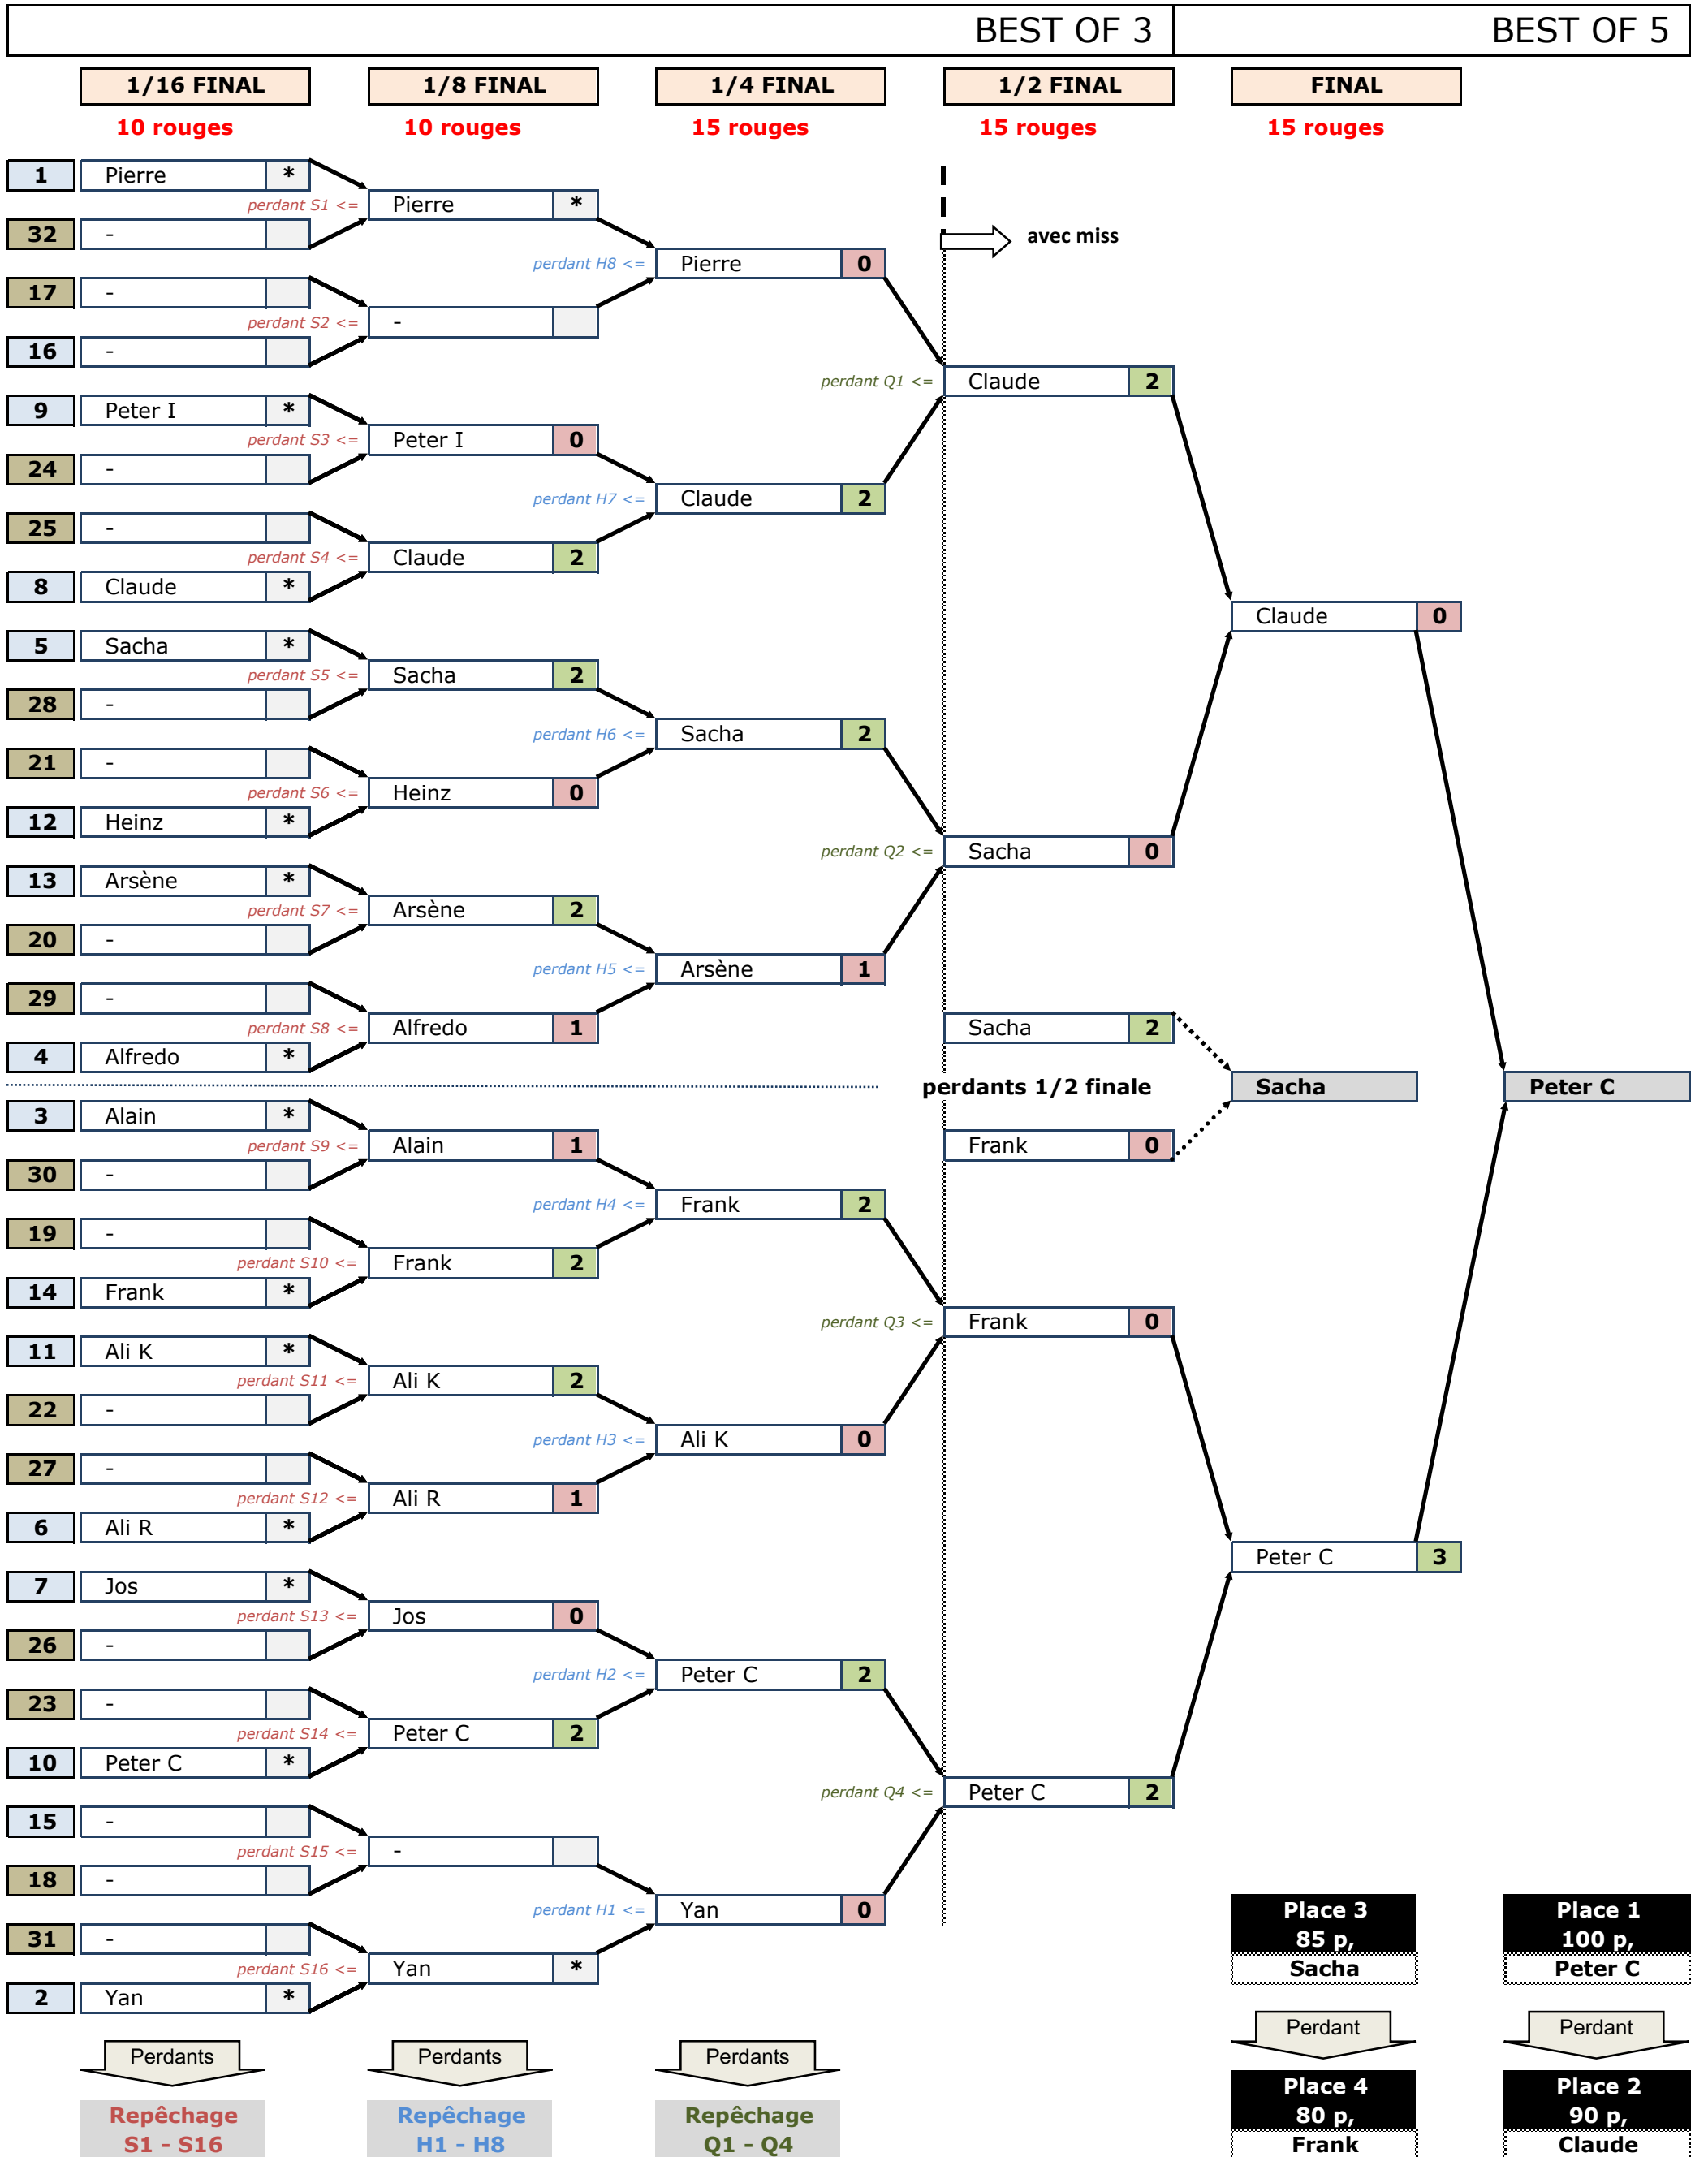 BEST OF 3 BEST OF 5
1/16 FINAL 1/8 FINAL 1/4 FINAL 1/2 FINAL FINAL
10 rouges 10 rouges 15 rouges 15 rouges 15 rouges
1 Pierre *
perdant S1 <= Pierre *
32 -
avec miss
perdant H8 <= Pierre 0
17 -
perdant S2 <= -
16 -
perdant Q1 <= Claude 2
9 Peter I *
perdant S3 <= Peter I 0
24 -
perdant H7 <= Claude 2
25 -
perdant S4 <= Claude 2
8 Claude *
Claude 0
5 Sacha *
perdant S5 <= Sacha 2
28 -
perdant H6 <= Sacha 2
21 -
perdant S6 <= Heinz 0
12 Heinz *
perdant Q2 <= Sacha 0
13 Arsène *
perdant S7 <= Arsène 2
20 -
perdant H5 <= Arsène 1
29 -
perdant S8 <= Alfredo 1 Sacha 2
4 Alfredo *
perdants 1/2 finale Sacha Peter C
3 Alain *
perdant S9 <= Alain 1 Frank 0
30 -
perdant H4 <= Frank 2
19 -
perdant S10 <= Frank 2
14 Frank *
perdant Q3 <= Frank 0
11 Ali K *
perdant S11 <= Ali K 2
22 -
perdant H3 <= Ali K 0
27 -
perdant S12 <= Ali R 1
6 Ali R *
Peter C 3
7 Jos *
perdant S13 <= Jos 0
26 -
perdant H2 <= Peter C 2
23 -
perdant S14 <= Peter C 2
10 Peter C *
perdant Q4 <= Peter C 2
15 -
perdant S15 <= -
18 -
perdant H1 <= Yan 0
31 -
perdant S16 <= Yan *
2 Yan *
Place 3 Place 1
85 p, 100 p,
Sacha Peter C
Perdant Perdant
Perdants Perdants Perdants
Place 4 Place 2
Repêchage Repêchage Repêchage 80 p, 90 p,
S1 - S16 H1 - H8 Q1 - Q4 Frank Claude